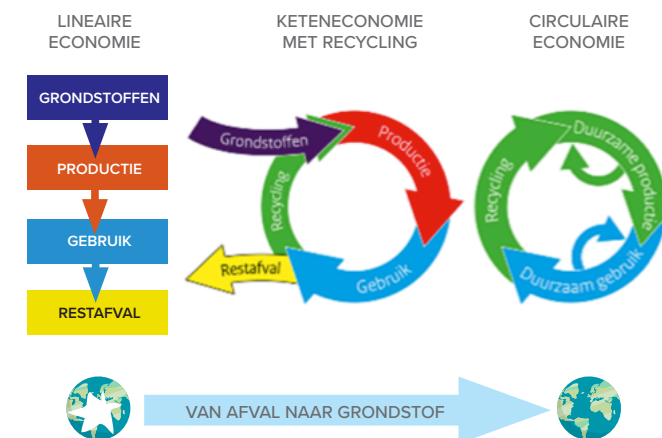 LINEAIRE
ECONOMIE
KETENECONOMIE
MET RECYCLING
CIRCULAIRE
ECONOMIE
GRONDSTOFFEN
PRODUCTIE
GEBRUIK
RESTAFVAL
Grondstoffen
Productie
Gebruik
Recycling
Restafval
Duurzame productie
Duurzaam gebruik
Recycling
VAN AFVAL NAAR GRONDSTOF